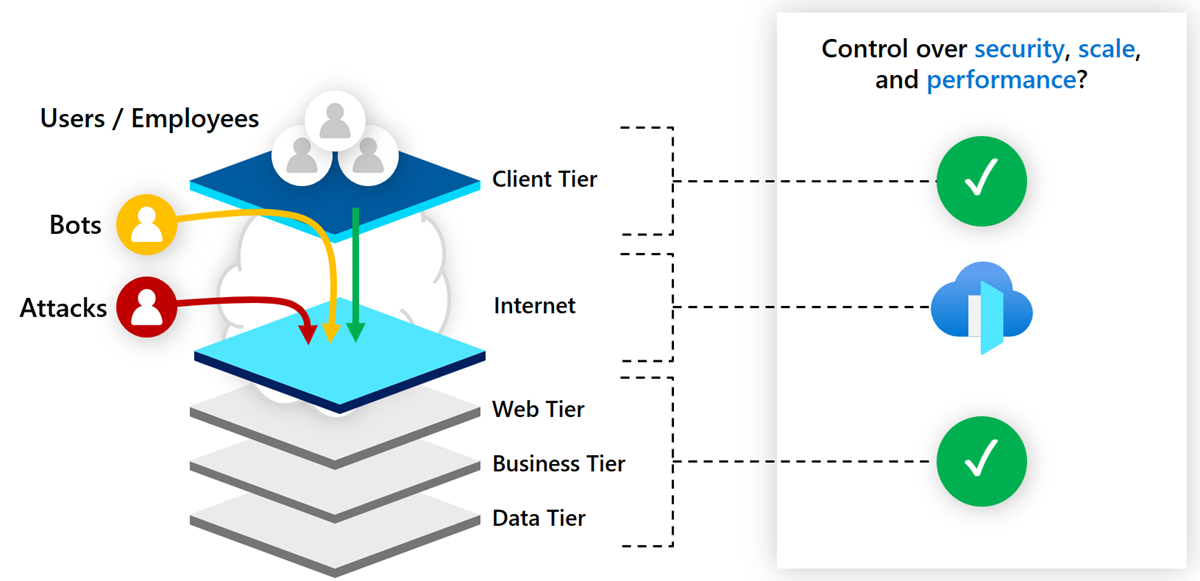 Control over security, scale,
and performance?
Users / Employees
Client Tier
Bots
Internet
Attacks
Web Tier
Business Tier
Data Tier